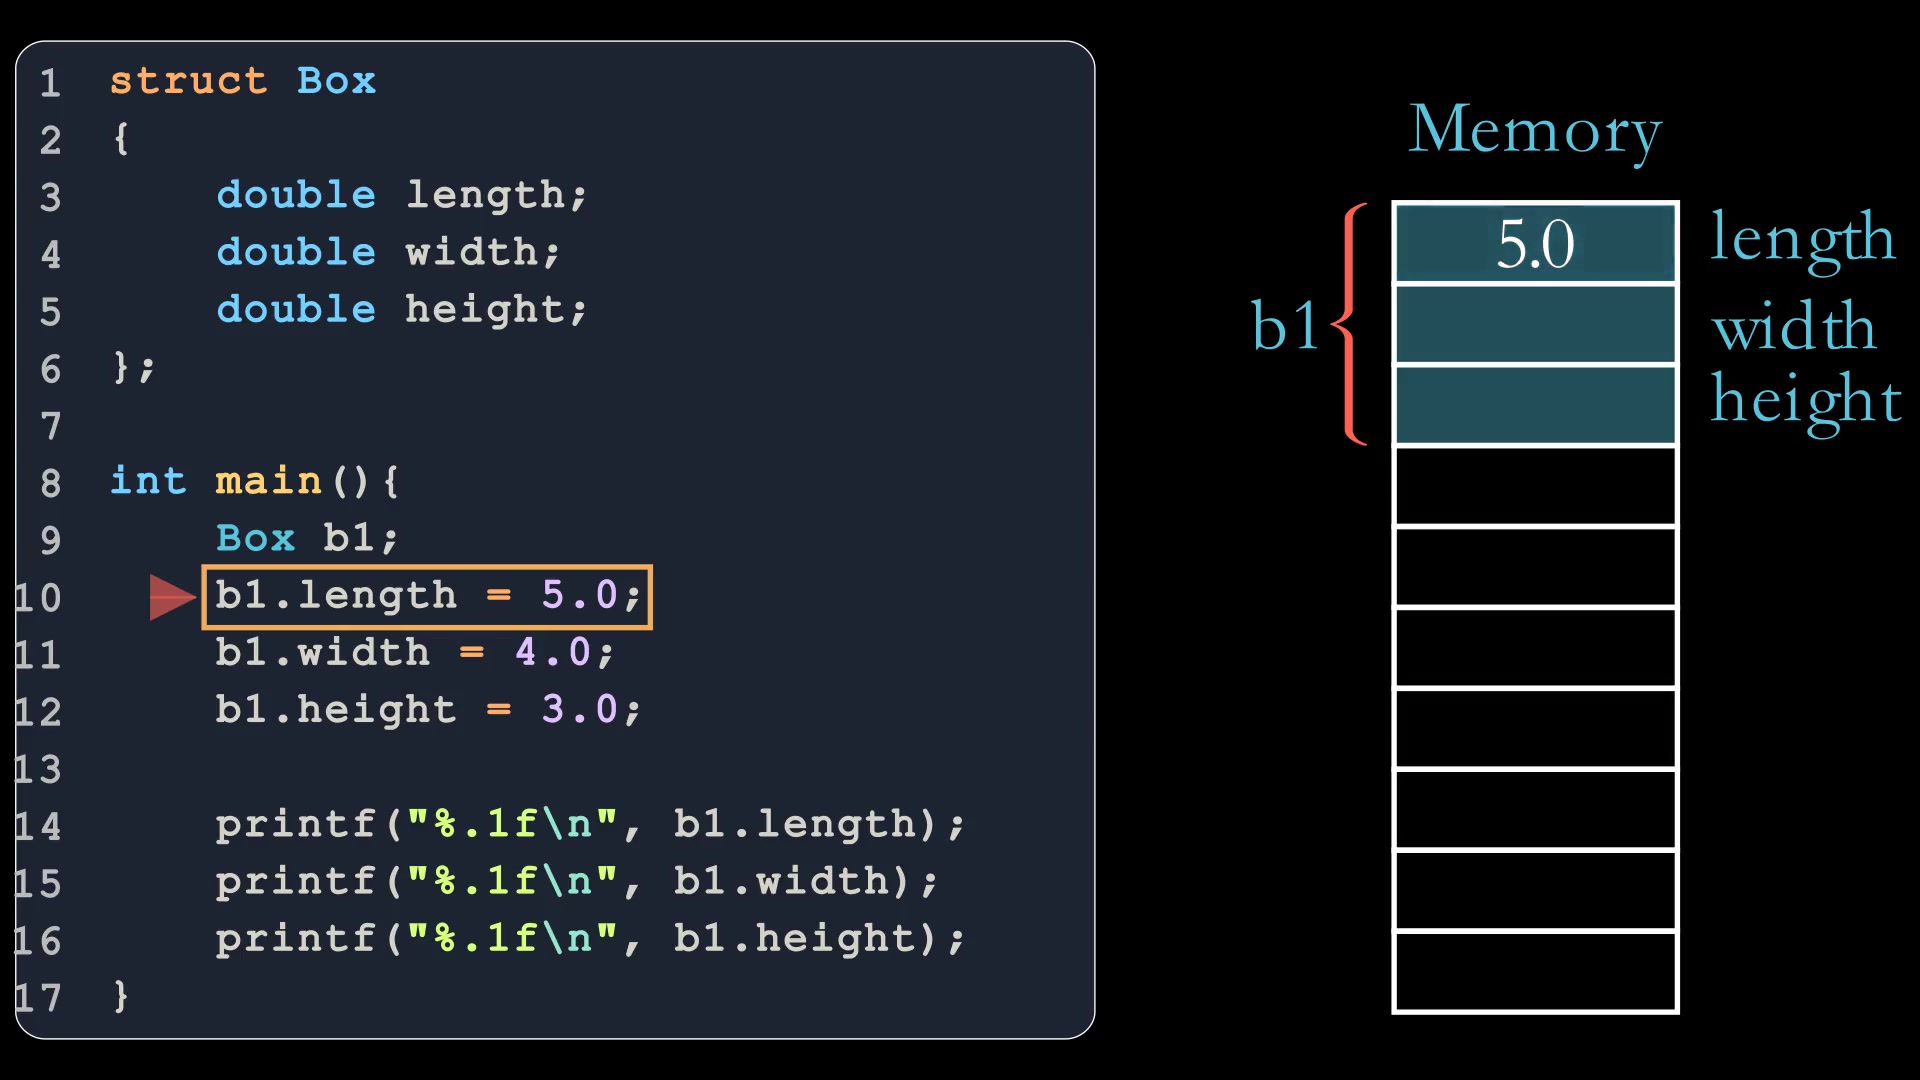 1 struct Box
2 {
3 double length;
4 double width;
5 double height;
6 };
7
8 int main(){
9 Box b1;
10 b1.length = 5.0;
11 b1.width = 4.0;
12 b1.height = 3.0;
13
14 printf("%.1f\n", b1.length);
15 printf("%.1f\n", b1.width);
16 printf("%.1f\n", b1.height);
17 }
Memory
5.0 length
b1 width
height